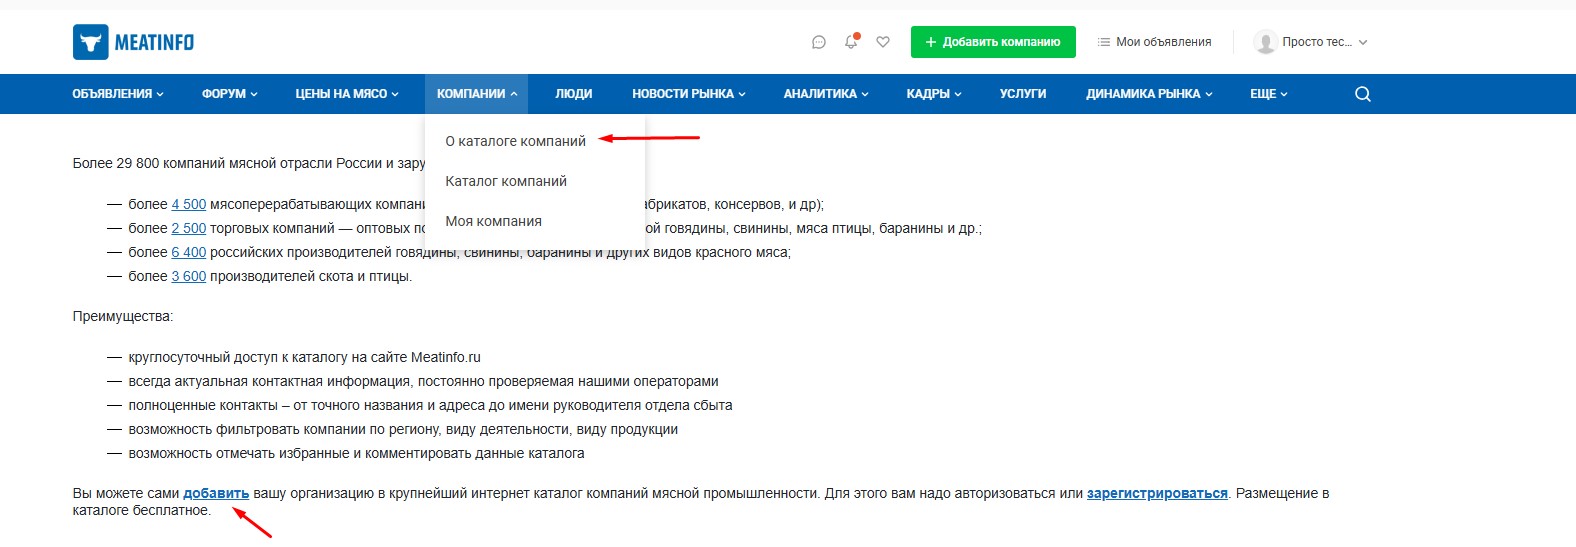 MEATINFO
+ Добавить компанию
Мои объявления
Просто тес...
ОБЪЯВЛЕНИЯ ФОРУМ ЦЕНЫ НА МЯСО КОМПАНИИ ЛЮДИ НОВОСТИ РЫНКА АНАЛИТИКА КАДРЫ УСЛУГИ ДИНАМИКА РЫНКА ЕЩЕ
О каталоге компаний
Каталог компаний
Моя компания
Более 29 800 компаний мясной отрасли России и зару
— более 4 500 мясоперерабатывающих компан абрикатов, консервов, и др);
— более 2 500 торговых компаний — оптовых по ой говядины, свинины, мяса птицы, баранины и др.;
— более 6 400 российских производителей говядины, свинины, баранины и других видов красного мяса;
— более 3 600 производителей скота и птицы.
Преимущества:
— круглосуточный доступ к каталогу на сайте Meatinfo.ru
— всегда актуальная контактная информация, постоянно проверяемая нашими операторами
— полноценные контакты – от точного названия и адреса до имени руководителя отдела сбыта
— возможность фильтровать компании по региону, виду деятельности, виду продукции
— возможность отмечать избранные и комментировать данные каталога
Вы можете сами добавить вашу организацию в крупнейший интернет каталог компаний мясной промышленности. Для этого вам надо авторизоваться или зарегистрироваться. Размещение в
каталоге бесплатное.